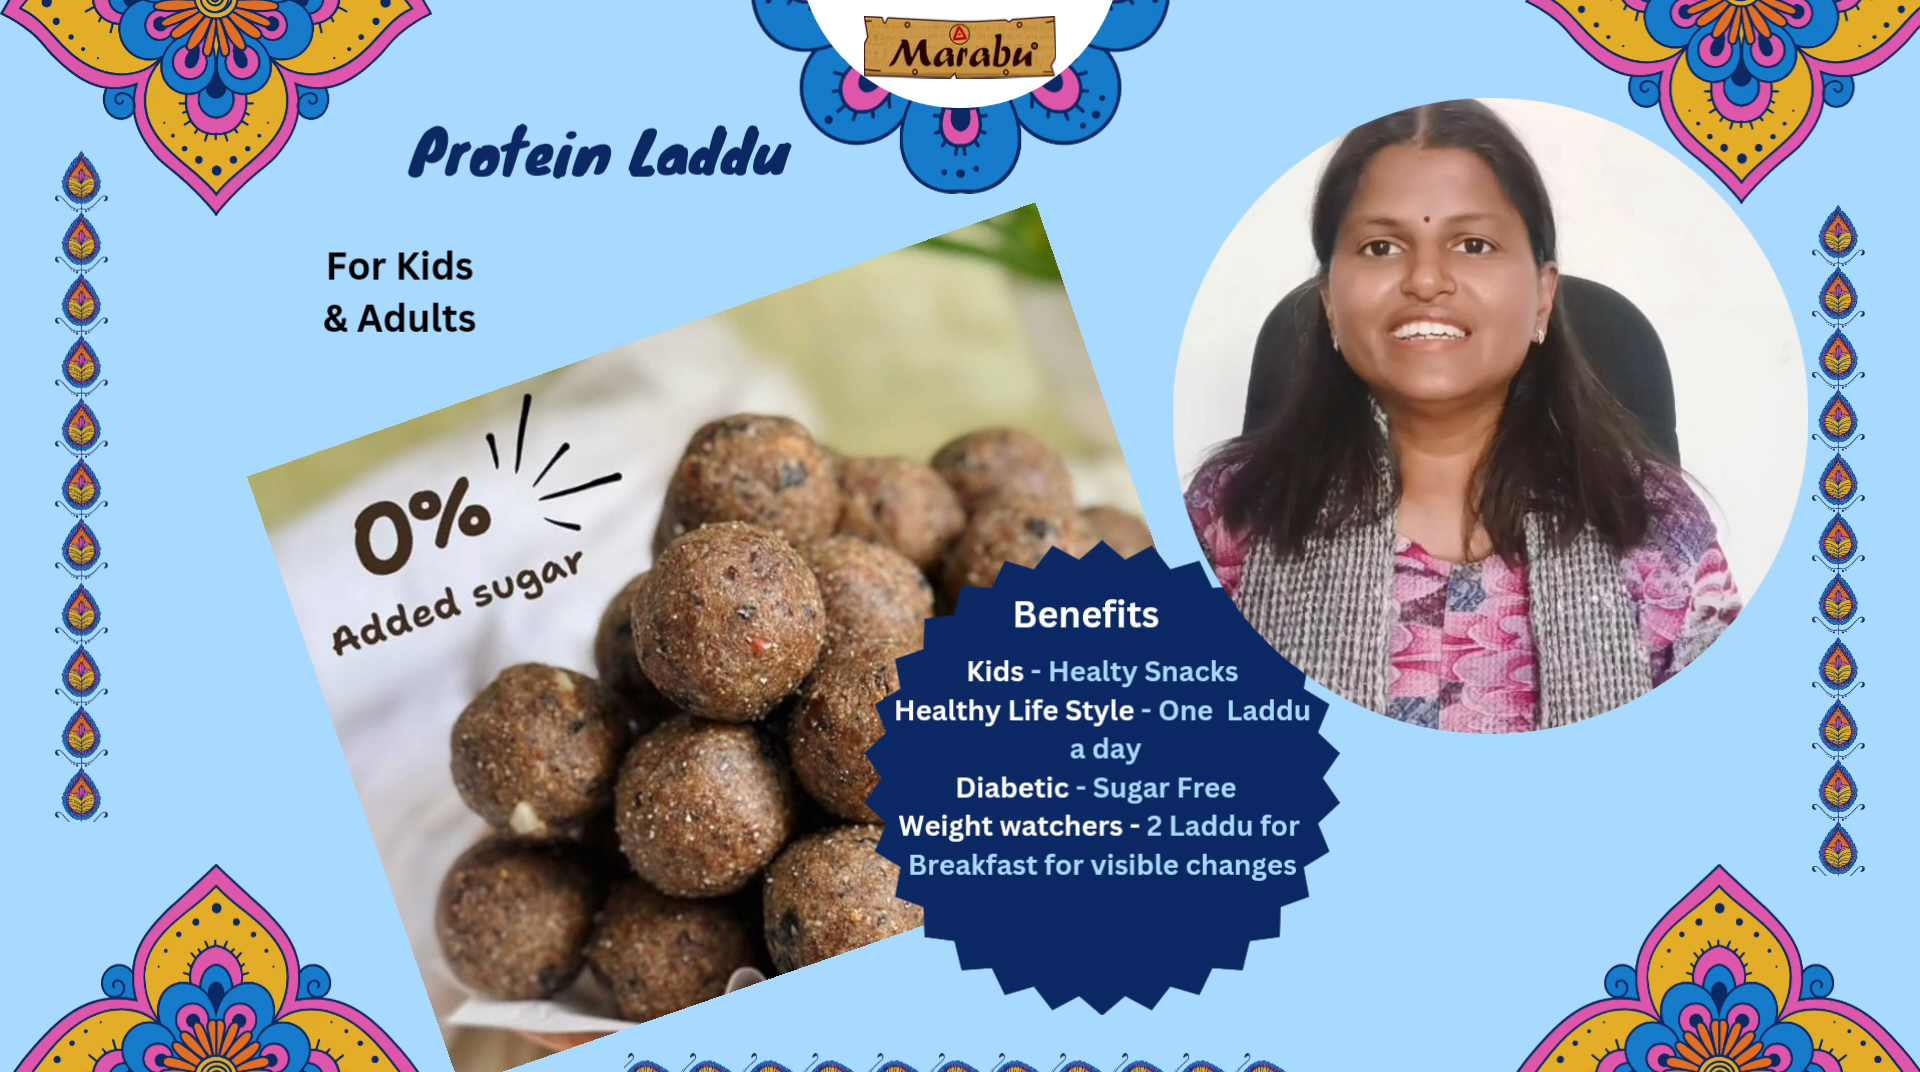 Marabu®
Protein Laddu
For Kids
& Adults
0%
Added sugar
Benefits
Kids - Healty Snacks
Healthy Life Style - One Laddu
a day
Diabetic - Sugar Free
Weight watchers - 2 Laddu for
Breakfast for visible changes